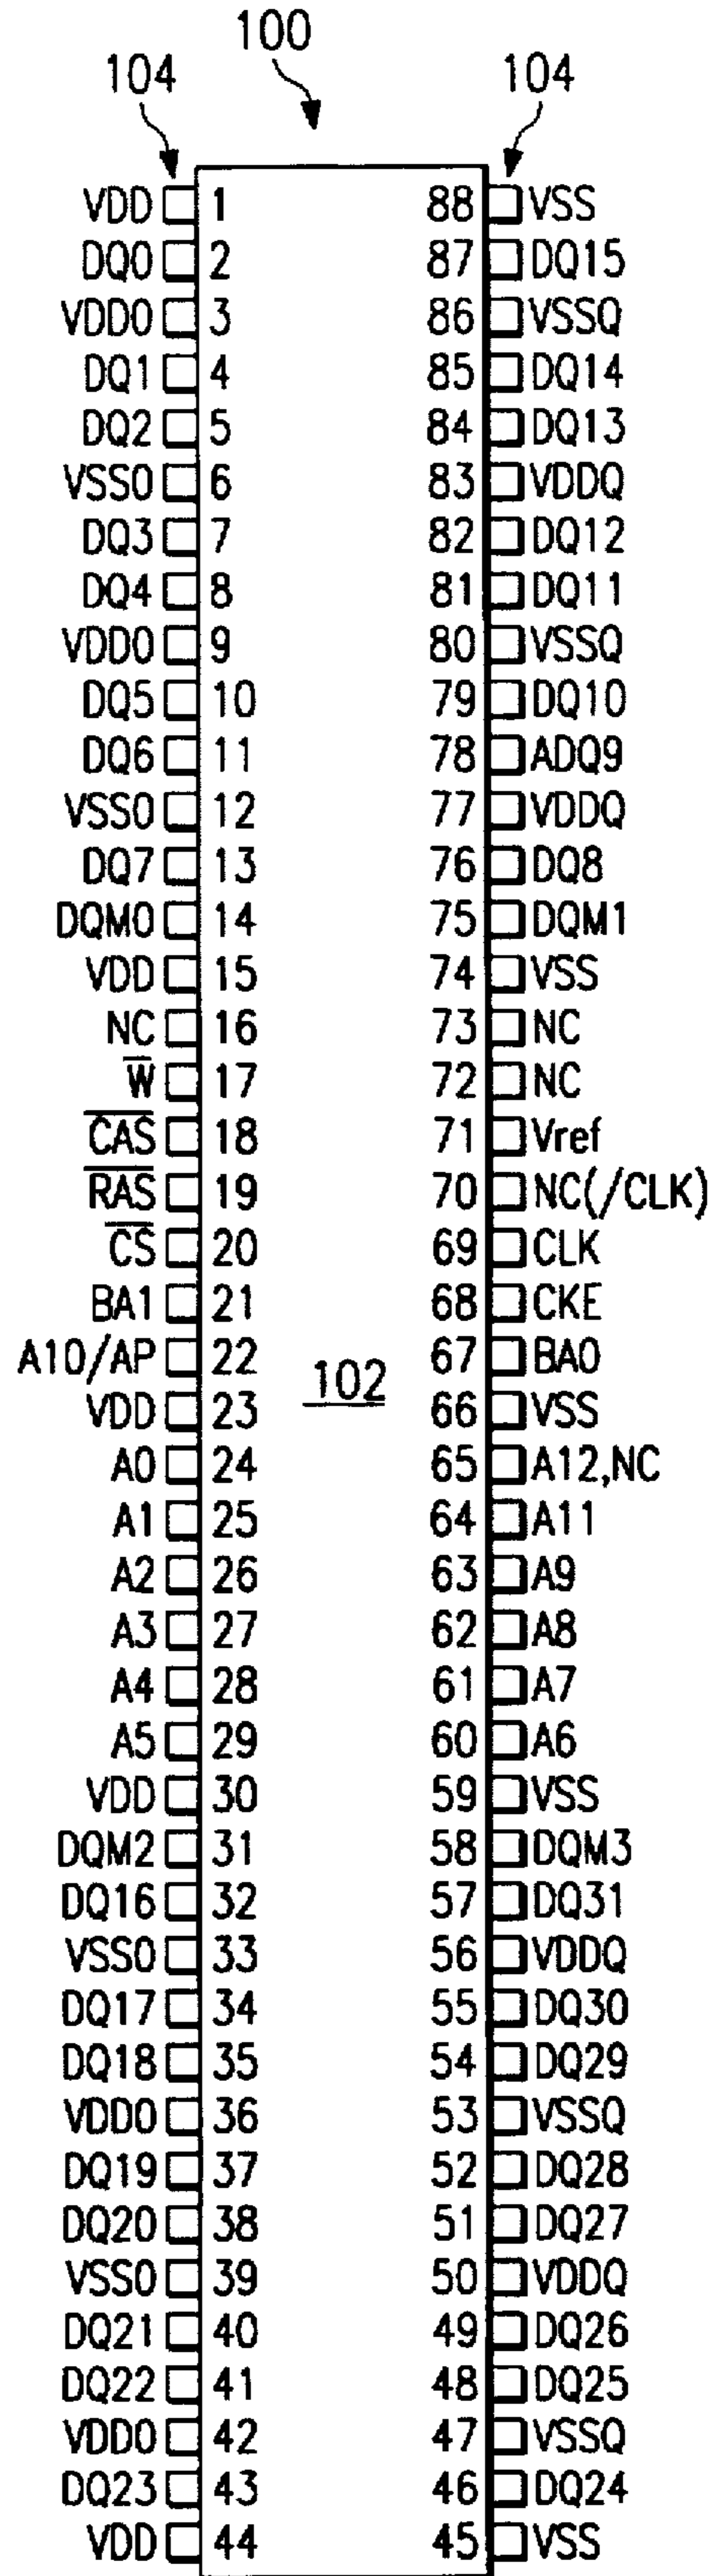 100
104 104
VDD 1 88 VSS
DQ0 2 87 DQ15
VDD0 3 86 VSSQ
DQ1 4 85 DQ14
DQ2 5 84 DQ13
VSS0 6 83 VDDQ
DQ3 7 82 DQ12
DQ4 8 81 DQ11
VDD0 9 80 VSSQ
DQ5 10 79 DQ10
DQ6 11 78 ADQ9
VSS0 12 77 VDDQ
DQ7 13 76 DQ8
DQM0 14 75 DQM1
VDD 15 74 VSS
NC 16 73 NC
W̅ 17 72 NC
C̅A̅S̅ 18 71 Vref
R̅A̅S̅ 19 70 NC(/CLK)
C̅S̅ 20 69 CLK
BA1 21 68 CKE
A10/AP 22 67 BA0
102
VDD 23 66 VSS
A0 24 65 A12,NC
A1 25 64 A11
A2 26 63 A9
A3 27 62 A8
A4 28 61 A7
A5 29 60 A6
VDD 30 59 VSS
DQM2 31 58 DQM3
DQ16 32 57 DQ31
VSS0 33 56 VDDQ
DQ17 34 55 DQ30
DQ18 35 54 DQ29
VDD0 36 53 VSSQ
DQ19 37 52 DQ28
DQ20 38 51 DQ27
VSS0 39 50 VDDQ
DQ21 40 49 DQ26
DQ22 41 48 DQ25
VDD0 42 47 VSSQ
DQ23 43 46 DQ24
VDD 44 45 VSS